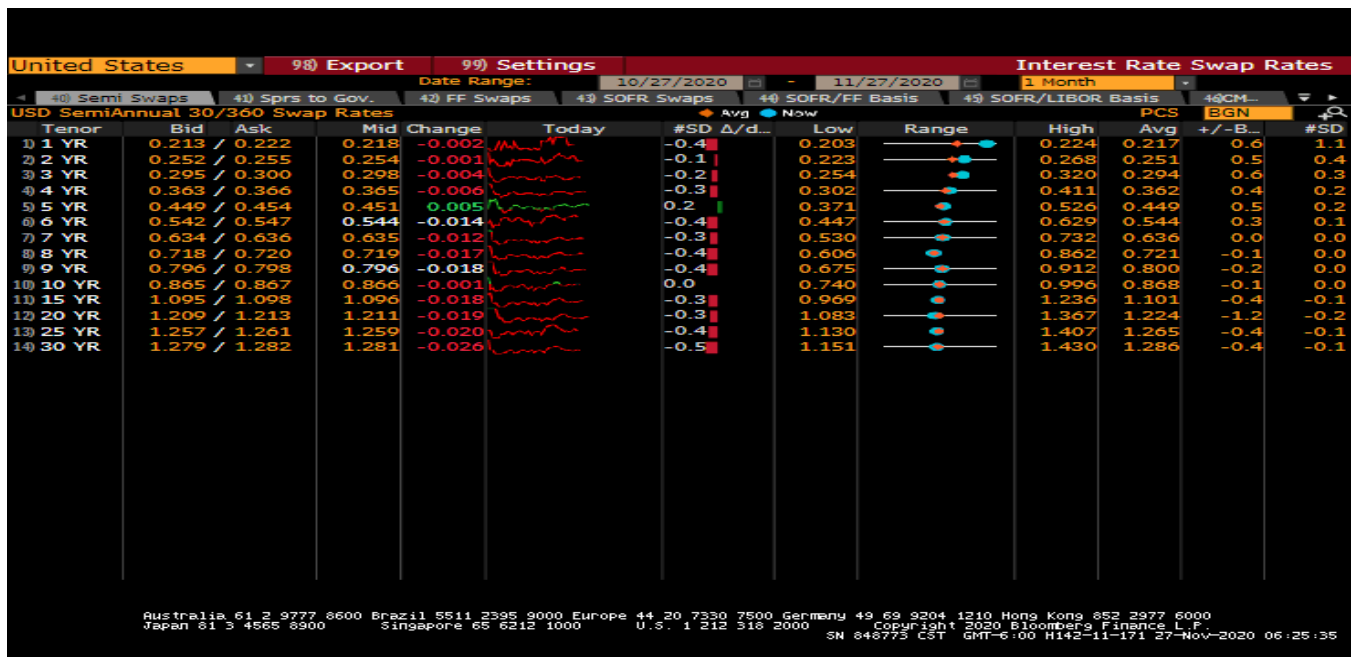 United States 98) Export 99) Settings Interest Rate Swap Rates
Date Range: 10/27/2020 - 11/27/2020 1 Month
40) Semi Swaps 41) Sprs to Gov. 42) FF Swaps 43) SOFR Swaps 44) SOFR/FF Basis 45) SOFR/LIBOR Basis 46)CM...
USD SemiAnnual 30/360 Swap Rates Avg Now PCS BGN
Tenor Bid Ask Mid Change Today #SD Δ/d... Low Range High Avg +/-B... #SD
1) 1 YR 0.213 / 0.222 0.218 -0.002 -0.4 0.203 0.224 0.217 0.6 1.1
2) 2 YR 0.252 / 0.255 0.254 -0.001 -0.1 0.223 0.268 0.251 0.5 0.4
3) 3 YR 0.295 / 0.300 0.298 -0.004 -0.2 0.254 0.320 0.294 0.6 0.3
4) 4 YR 0.363 / 0.366 0.365 -0.006 -0.3 0.302 0.411 0.362 0.4 0.2
5) 5 YR 0.449 / 0.454 0.451 0.005 0.2 0.371 0.526 0.449 0.5 0.2
6) 6 YR 0.542 / 0.547 0.544 -0.014 -0.4 0.447 0.629 0.544 0.3 0.1
7) 7 YR 0.634 / 0.636 0.635 -0.012 -0.3 0.530 0.732 0.636 0.0 0.0
8) 8 YR 0.718 / 0.720 0.719 -0.017 -0.4 0.606 0.862 0.721 -0.1 0.0
9) 9 YR 0.796 / 0.798 0.796 -0.018 -0.4 0.675 0.912 0.800 -0.2 0.0
10) 10 YR 0.865 / 0.867 0.866 -0.001 0.0 0.740 0.996 0.868 -0.1 0.0
11) 15 YR 1.095 / 1.098 1.096 -0.018 -0.3 0.969 1.236 1.101 -0.4 -0.1
12) 20 YR 1.209 / 1.213 1.211 -0.019 -0.3 1.083 1.367 1.224 -1.2 -0.2
13) 25 YR 1.257 / 1.261 1.259 -0.020 -0.4 1.130 1.407 1.265 -0.4 -0.1
14) 30 YR 1.279 / 1.282 1.281 -0.026 -0.5 1.151 1.430 1.286 -0.4 -0.1
Australia 61 2 9777 8600 Brazil 5511 2395 9000 Europe 44 20 7330 7500 Germany 49 69 9204 1210 Hong Kong 852 2977 6000
Japan 81 3 4565 8900 Singapore 65 6212 1000 U.S. 1 212 318 2000 Copyright 2020 Bloomberg Finance L.P.
SN 848773 CST GMT-6:00 H142-11-171 27-Nov-2020 06:25:35